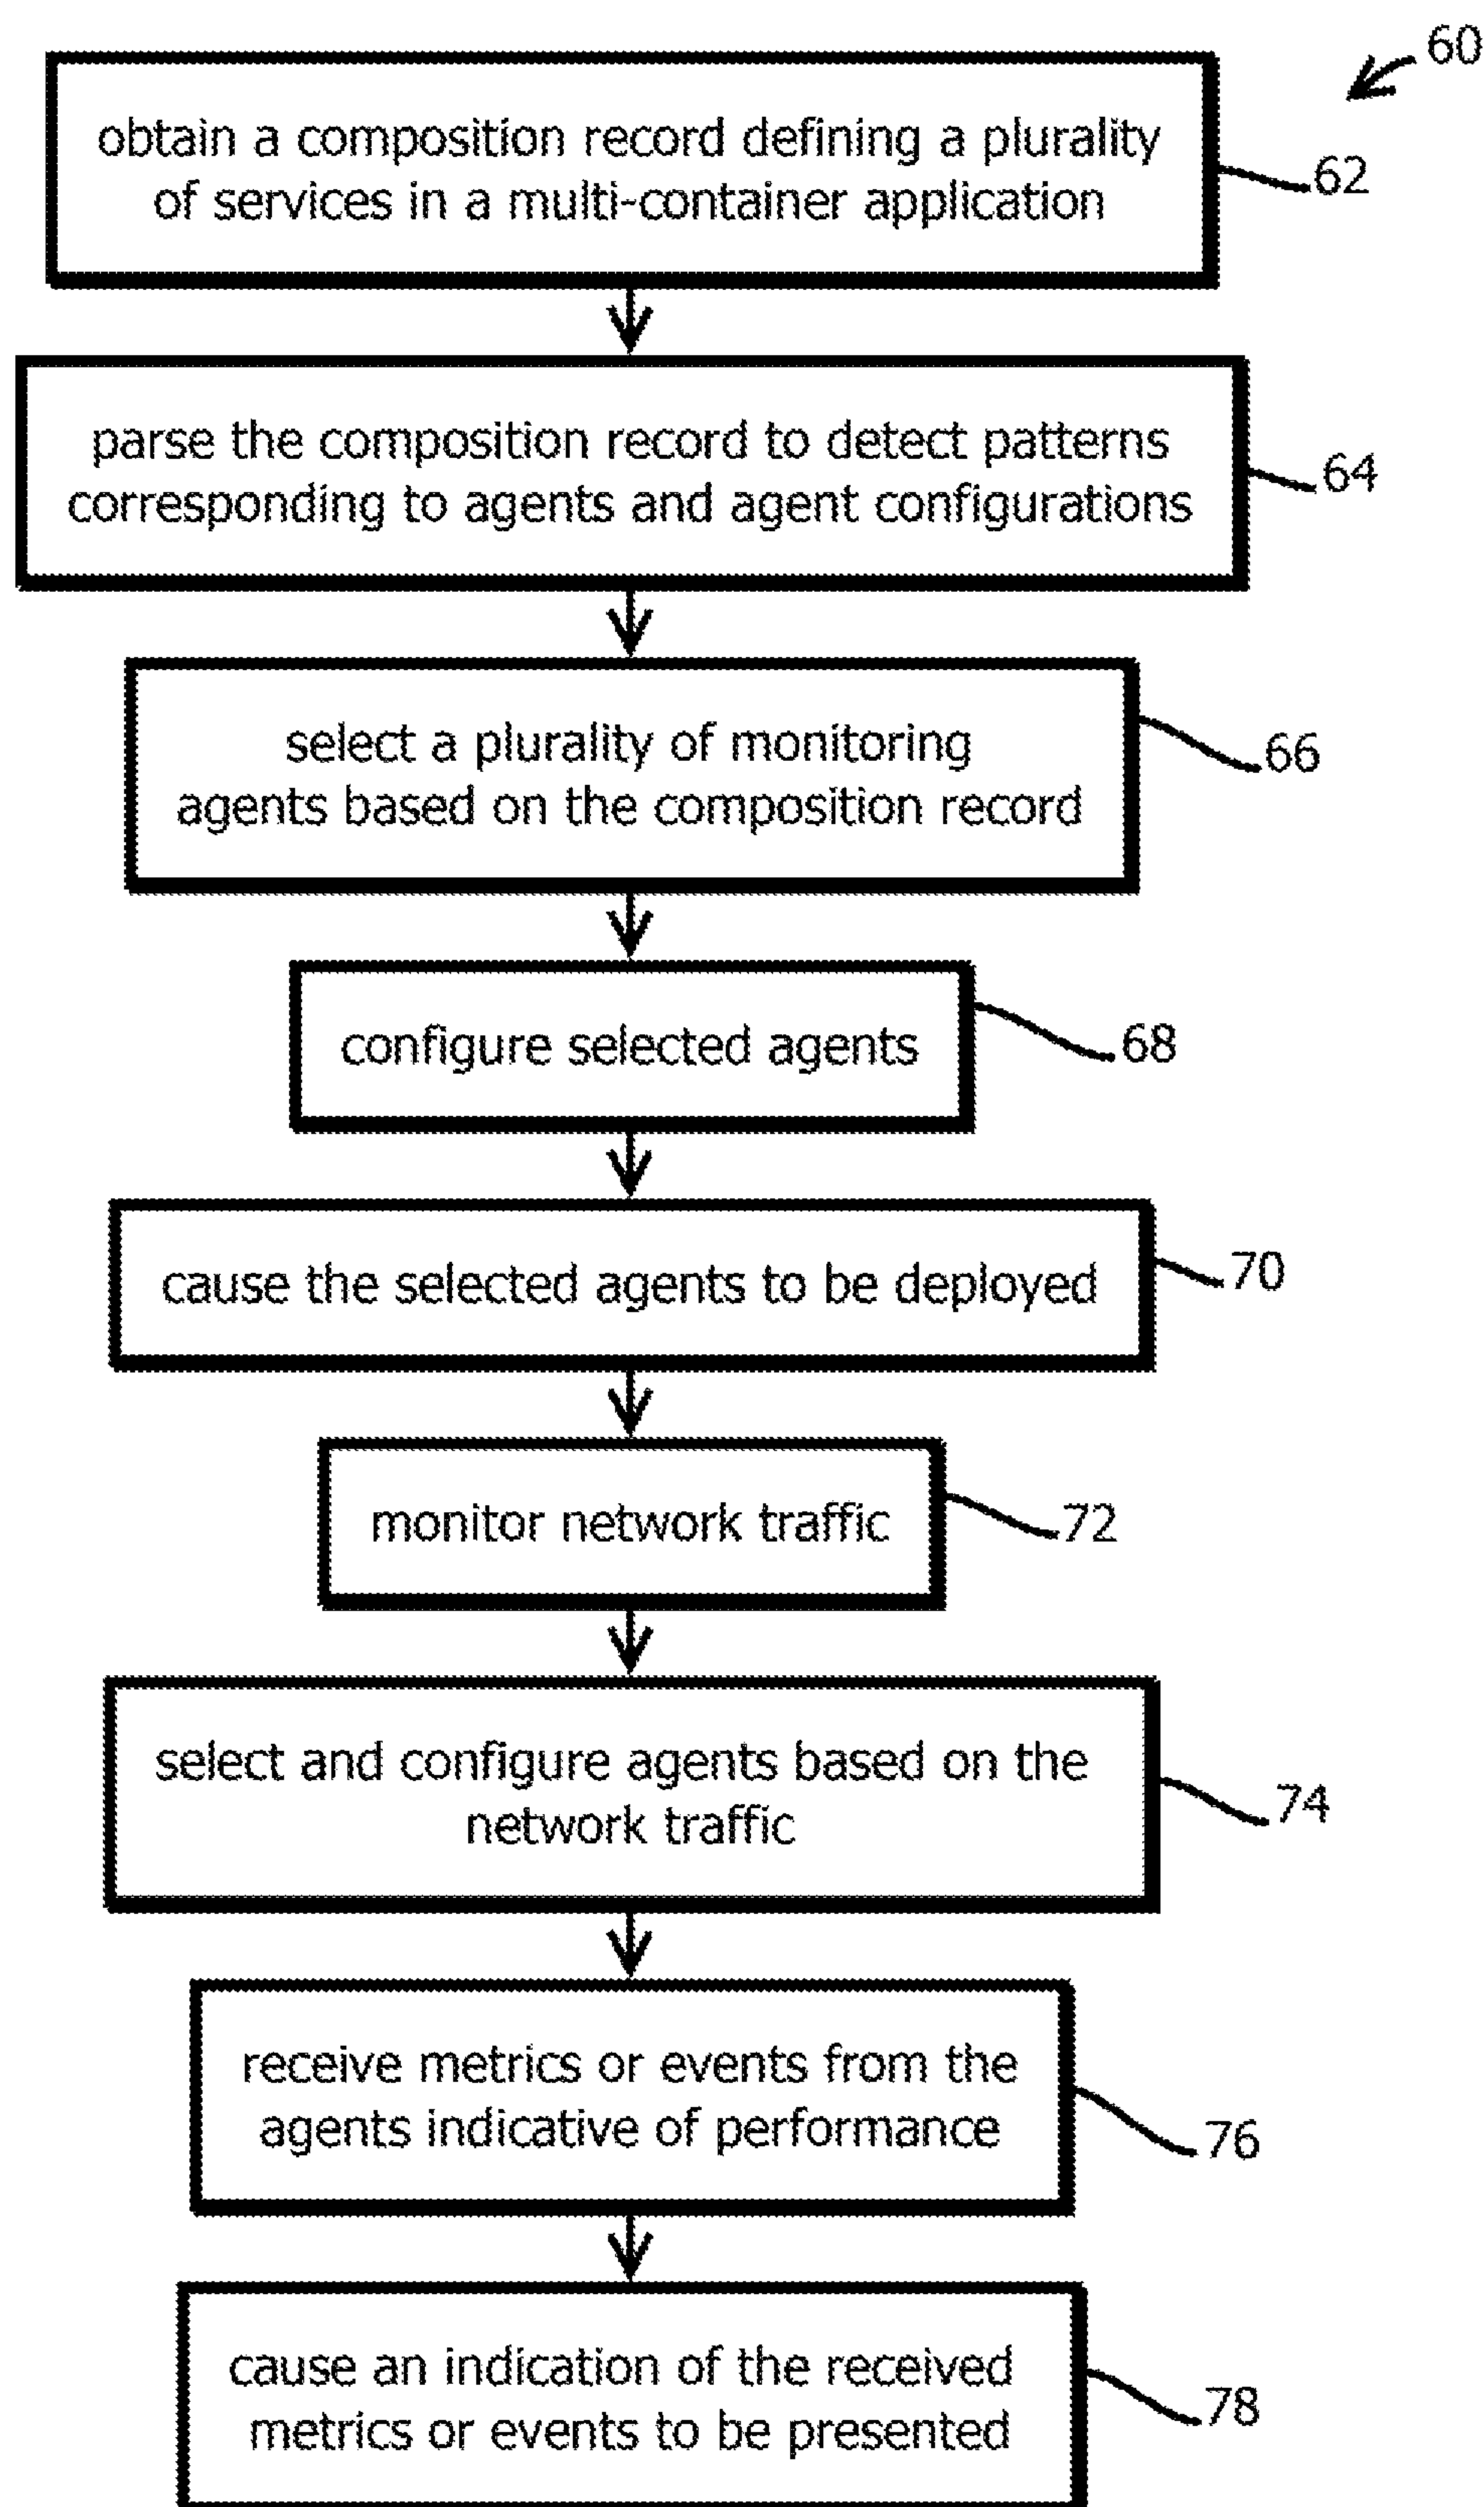 60
obtain a composition record defining a plurality
of services in a multi-container application
62
parse the composition record to detect patterns
corresponding to agents and agent configurations
64
select a plurality of monitoring
agents based on the composition record
66
configure selected agents
68
cause the selected agents to be deployed
70
monitor network traffic
72
select and configure agents based on the
network traffic
74
receive metrics or events from the
agents indicative of performance
76
cause an indication of the received
metrics or events to be presented
78